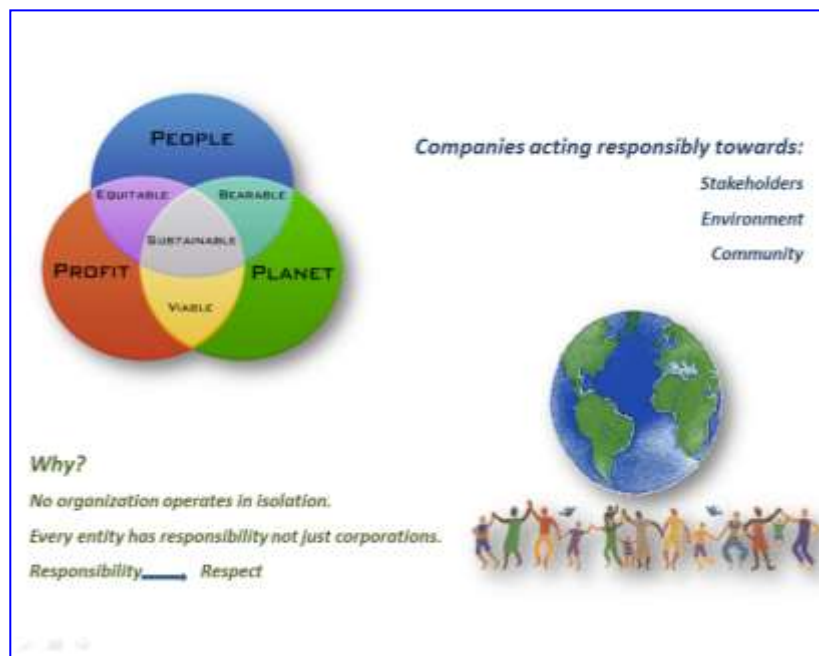 PEOPLE
EQUITABLE
BEARABLE
SUSTAINABLE
PROFIT
PLANET
VIABLE
Companies acting responsibly towards:
Stakeholders
Environment
Community
Why?
No organization operates in isolation.
Every entity has responsibility not just corporations.
Responsibility Respect